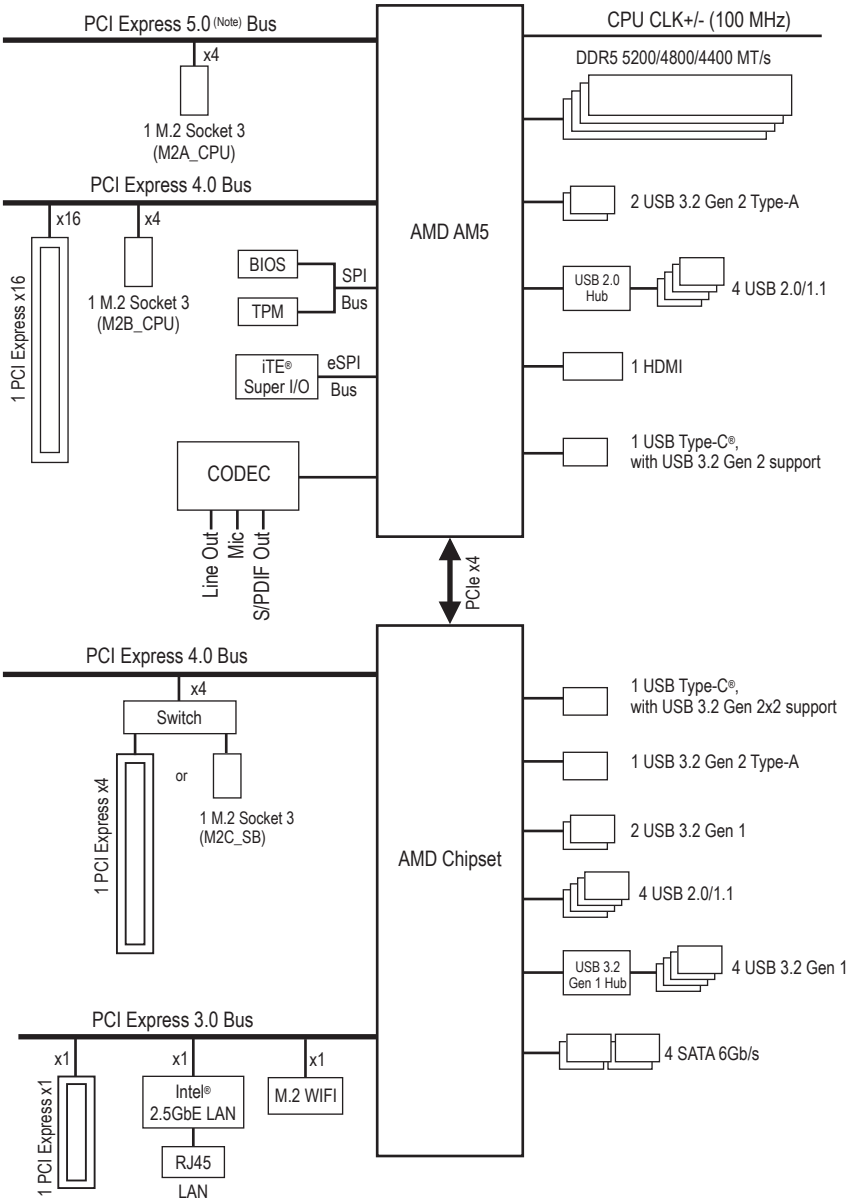 PCI Express 5.0 (Note) Bus
x4
1 M.2 Socket 3
(M2A_CPU)
CPU CLK+/- (100 MHz)
DDR5 5200/4800/4400 MT/s
PCI Express 4.0 Bus
x16
x4
1 PCI Express x16
1 M.2 Socket 3
(M2B_CPU)
BIOS
TPM
SPI
Bus
iTE®
Super I/O
eSPI
Bus
CODEC
Line Out
Mic
S/PDIF Out
AMD AM5
2 USB 3.2 Gen 2 Type-A
USB 2.0
Hub
4 USB 2.0/1.1
1 HDMI
1 USB Type-C®,
with USB 3.2 Gen 2 support
PCIe x4
PCI Express 4.0 Bus
x4
Switch
1 PCI Express x4
or
1 M.2 Socket 3
(M2C_SB)
AMD Chipset
1 USB Type-C®,
with USB 3.2 Gen 2x2 support
1 USB 3.2 Gen 2 Type-A
2 USB 3.2 Gen 1
4 USB 2.0/1.1
USB 3.2
Gen 1 Hub
4 USB 3.2 Gen 1
4 SATA 6Gb/s
PCI Express 3.0 Bus
x1
x1
x1
1 PCI Express x1
Intel®
2.5GbE LAN
M.2 WIFI
RJ45
LAN